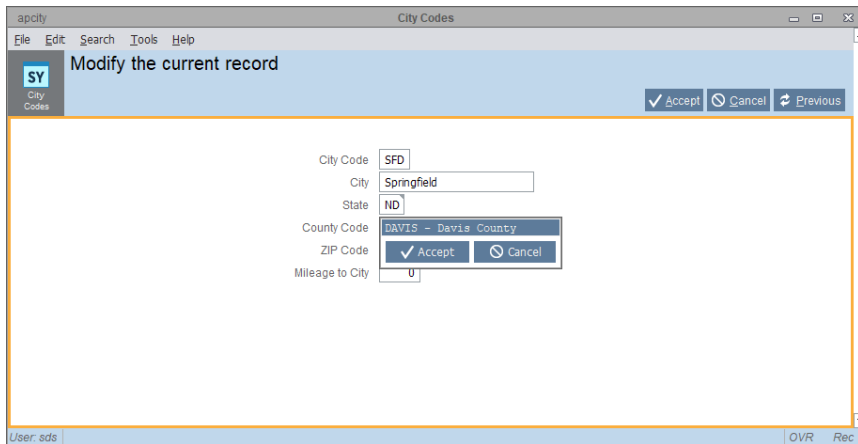 apcity City Codes
File Edit Search Tools Help
SY
City
Codes
Modify the current record
Accept Cancel Previous
City Code SFD
City Springfield
State ND
County Code DAVIS - Davis County
ZIP Code Accept Cancel
Mileage to City 0
User: sds OVR Rec